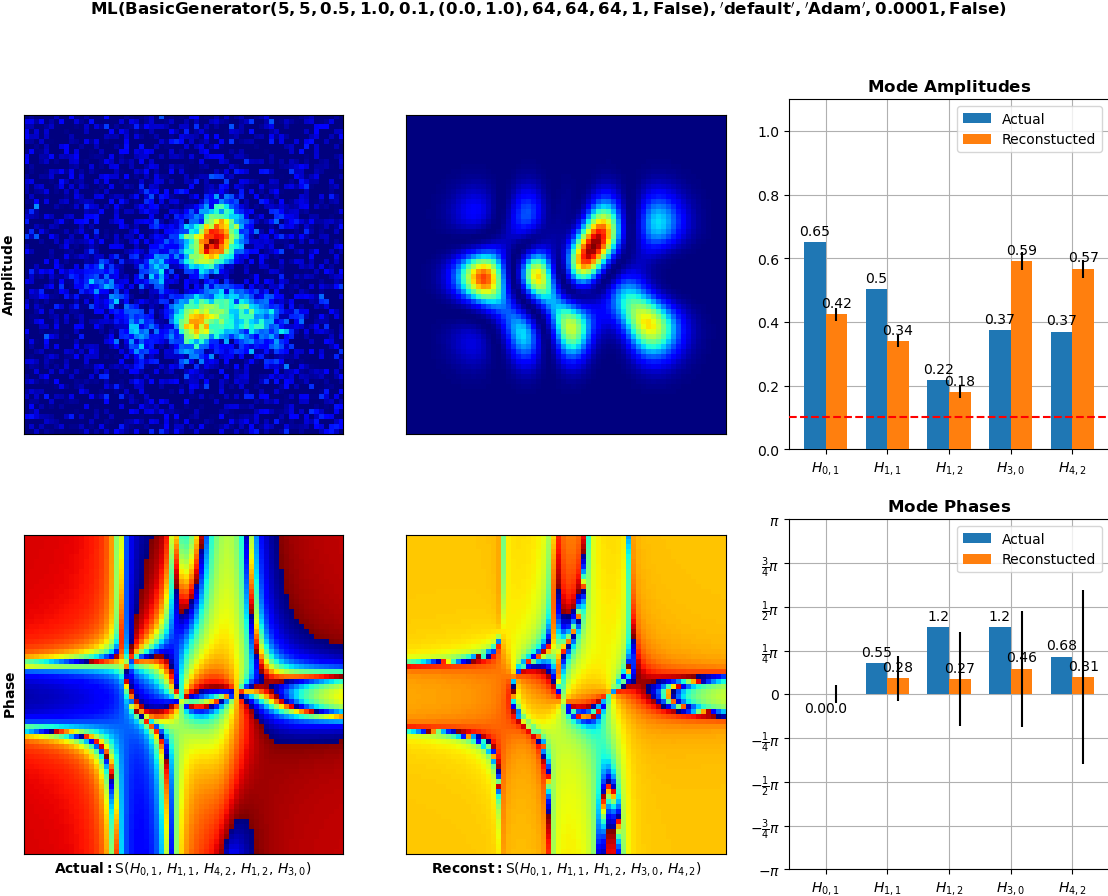 ML(BasicGenerator(5, 5, 0.5, 1.0, 0.1, (0.0, 1.0), 64, 64, 64, 1, False), 'default', 'Adam', 0.0001, False)
Amplitude
Mode Amplitudes
Actual
Reconstucted
1.0
0.8
0.6
0.4
0.2
0.0
0.65
0.42
0.5
0.34
0.22
0.18
0.37
0.59
0.37
0.57
H0,1
H1,1
H1,2
H3,0
H4,2
Phase
Actual: S(H0,1, H1,1, H4,2, H1,2, H3,0)
Reconst: S(H0,1, H1,1, H1,2, H3,0, H4,2)
Mode Phases
Actual
Reconstucted
π
3/4π
1/2π
1/4π
0
−1/4π
−1/2π
−3/4π
−π
0.0
0.0
0.55
0.28
1.2
0.27
1.2
0.46
0.68
0.31
H0,1
H1,1
H1,2
H3,0
H4,2